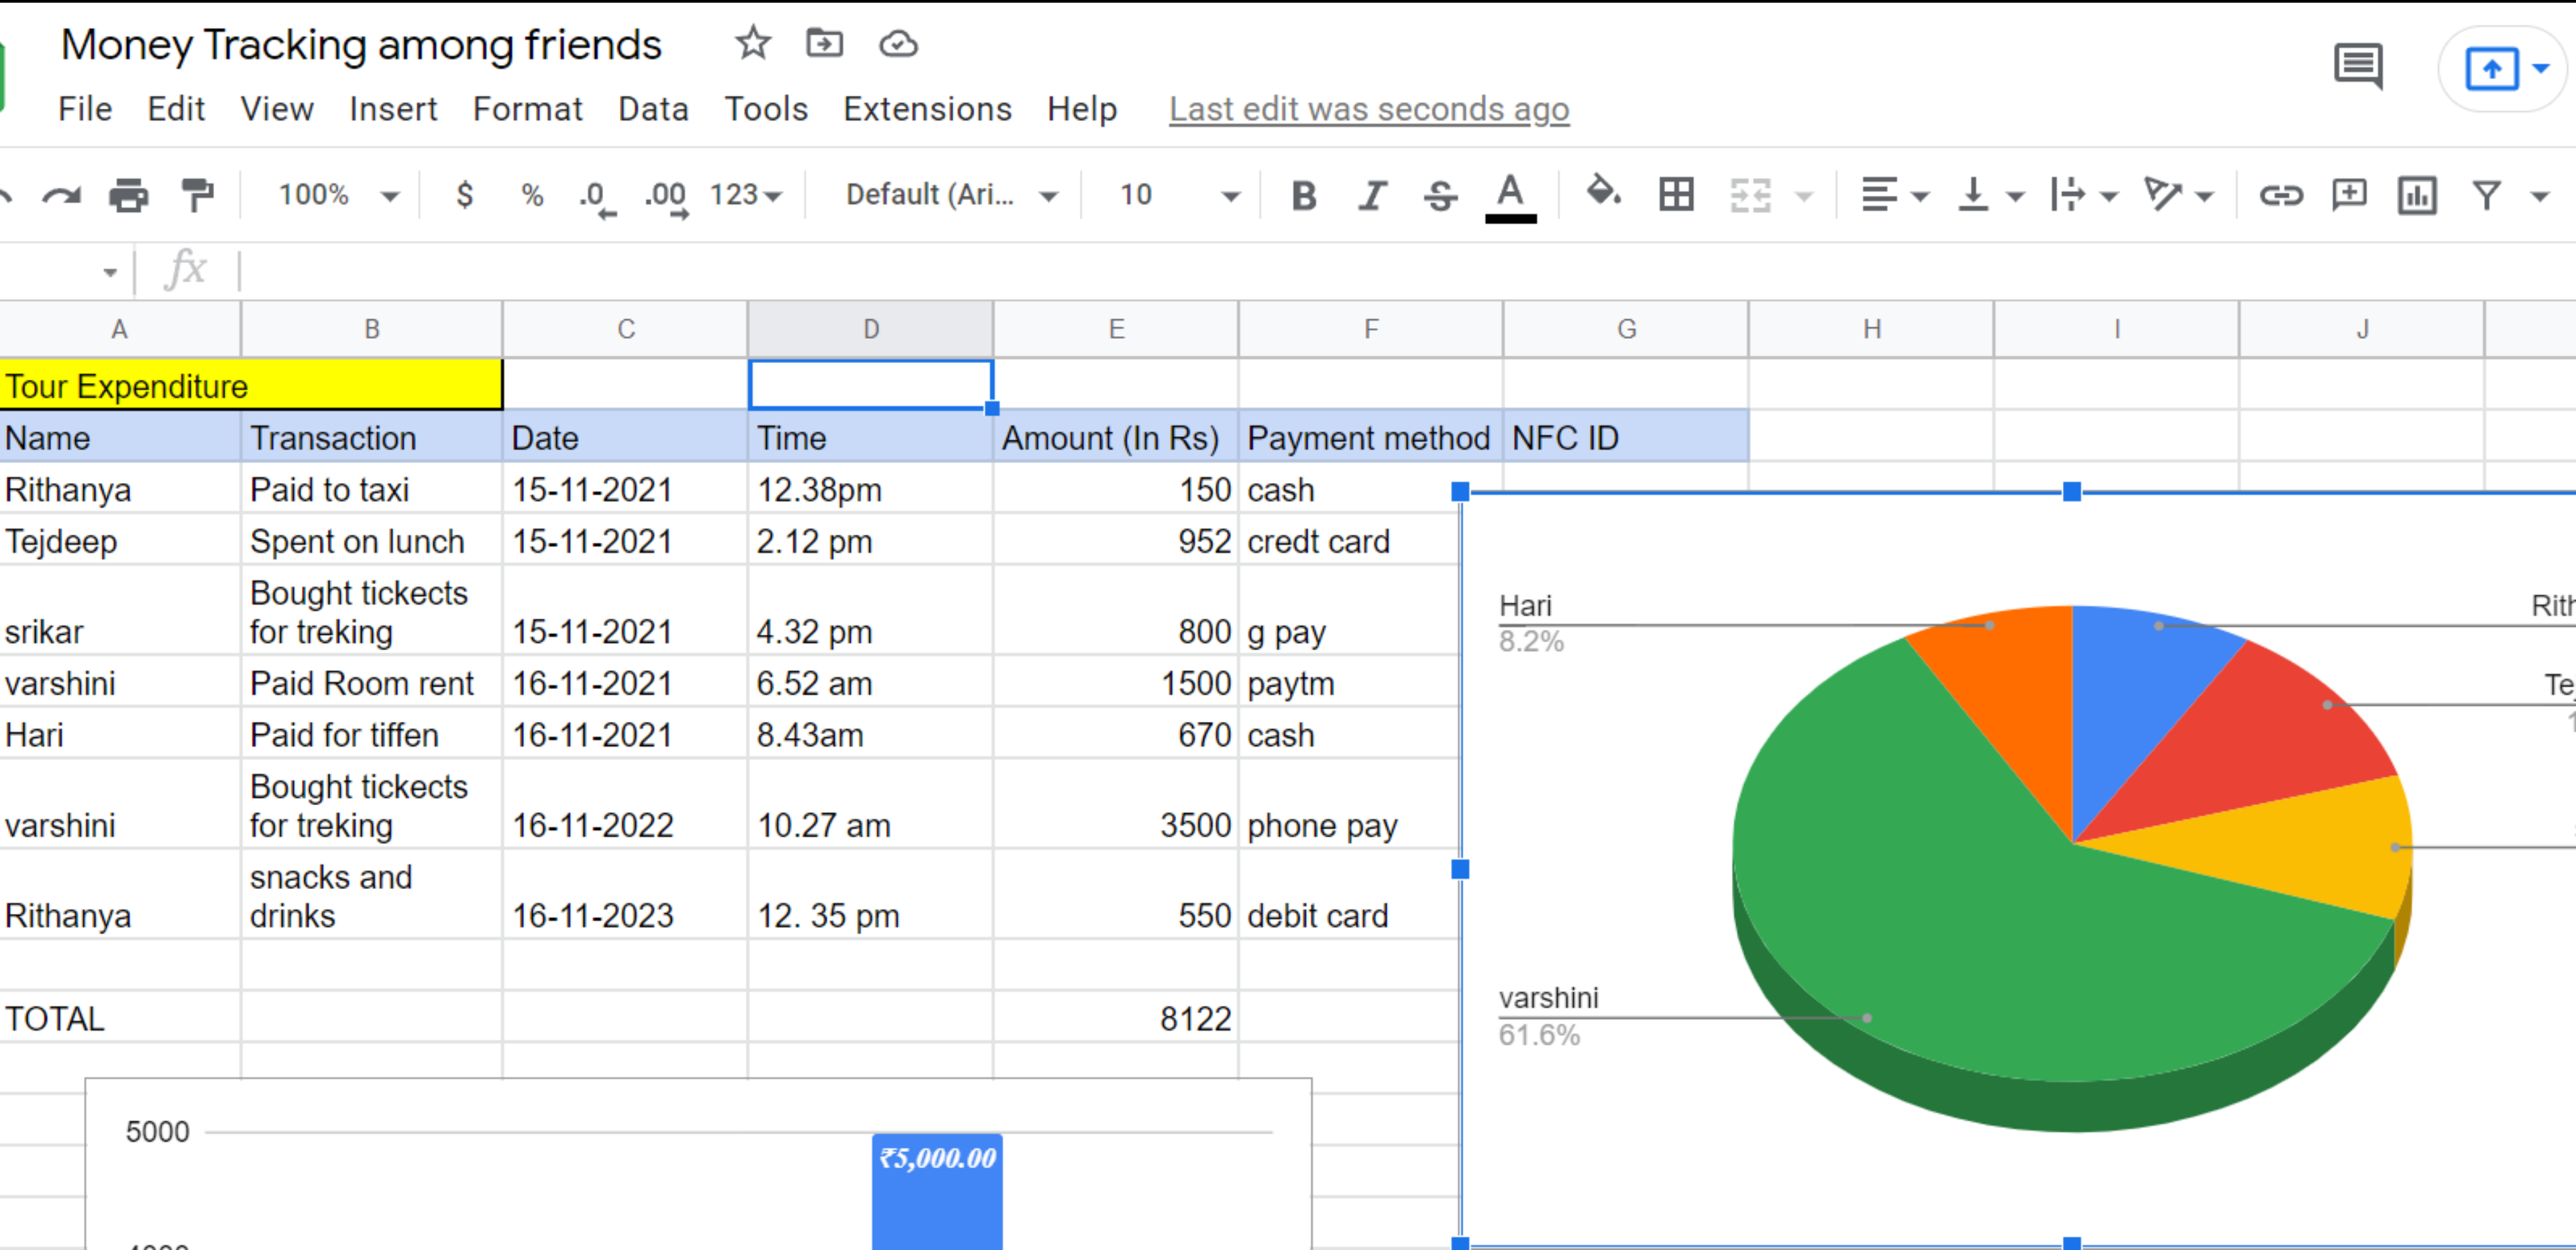 Money Tracking among friends
File Edit View Insert Format Data Tools Extensions Help Last edit was seconds ago
100% $ % .0 .00 123 Default (Ari... 10 B I S A
fx
A B C D E F G H I J
Tour Expenditure
Name Transaction Date Time Amount (In Rs) Payment method NFC ID
Rithanya Paid to taxi 15-11-2021 12.38pm 150 cash
Tejdeep Spent on lunch 15-11-2021 2.12 pm 952 credt card
Bought tickects
srikar for treking 15-11-2021 4.32 pm 800 g pay
varshini Paid Room rent 16-11-2021 6.52 am 1500 paytm
Hari Paid for tiffen 16-11-2021 8.43am 670 cash
Bought tickects
varshini for treking 16-11-2022 10.27 am 3500 phone pay
snacks and
Rithanya drinks 16-11-2023 12. 35 pm 550 debit card
TOTAL 8122
Hari
8.2%
Rith
Te
varshini
61.6%
5000
₹5,000.00